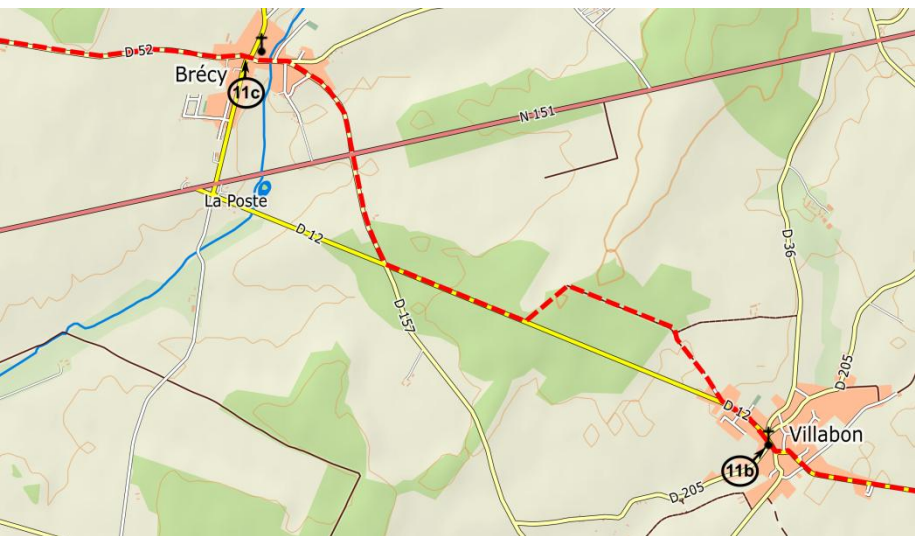 D 52
Brécy
11c
N 151
La Poste
D 12
D-36
D-157
D-205
D 12
Villabon
11b
D-205